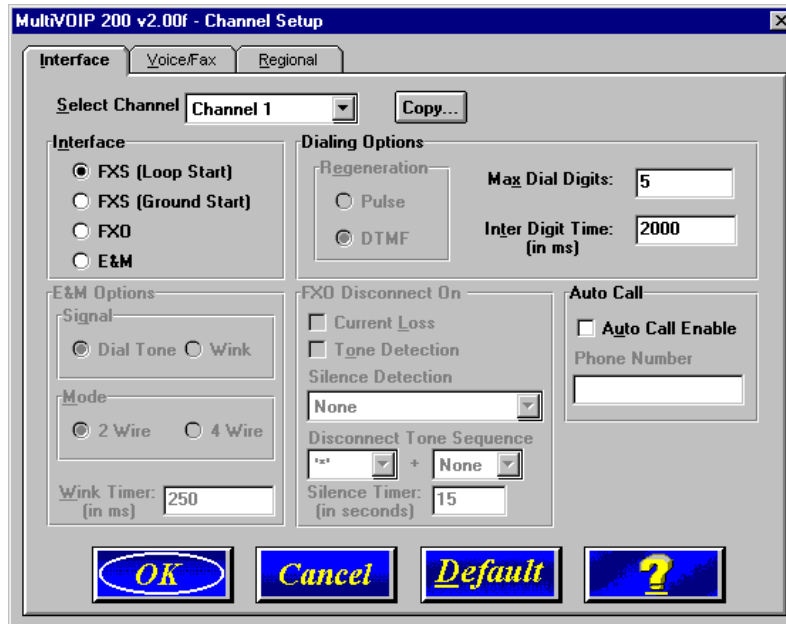 MultiVOIP 200 v2.00f - Channel Setup
Interface
Voice/Fax
Regional
Select Channel
Channel 1
Copy...
Interface
FXS (Loop Start)
FXS (Ground Start)
FXO
E&M
Dialing Options
Regeneration
Pulse
DTMF
Max Dial Digits:
5
Inter Digit Time:
(in ms)
2000
E&M Options
Signal
Dial Tone
Wink
Mode
2 Wire
4 Wire
Wink Timer:
(in ms)
250
FXO Disconnect On
Current Loss
Tone Detection
Silence Detection
None
Disconnect Tone Sequence
'*'
+
None
Silence Timer:
(in seconds)
15
Auto Call
Auto Call Enable
Phone Number
OK
Cancel
Default
?